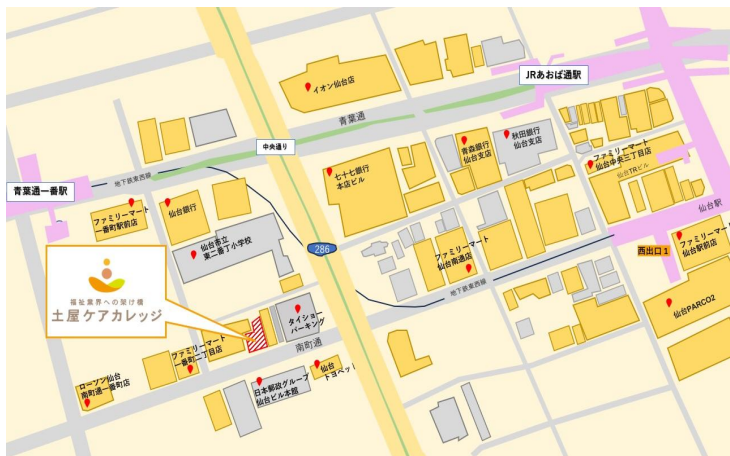 JRあおば通駅
イオン仙台店
青葉通
中央通り
青森銀行
仙台支店
秋田銀行
仙台支店
ファミリーマート
仙台中央三丁目店
仙台TRビル
七十七銀行
本店ビル
地下鉄東西線
青葉通一番駅
ファミリーマート
一番町駅前店
仙台銀行
仙台市立
東二番丁小学校
286
ファミリーマート
仙台南通店
仙台駅
西出口1
ファミリーマート
仙台駅前店
仙台PARCO2
地下鉄東西線
福祉業界への架け橋
土屋ケアカレッジ
タイショー
パーキング
南町通
ファミリーマート
一番町二丁目店
ローソン仙台
南町通一番町店
日本郵政グループ
仙台ビル本館
仙台
トヨペット